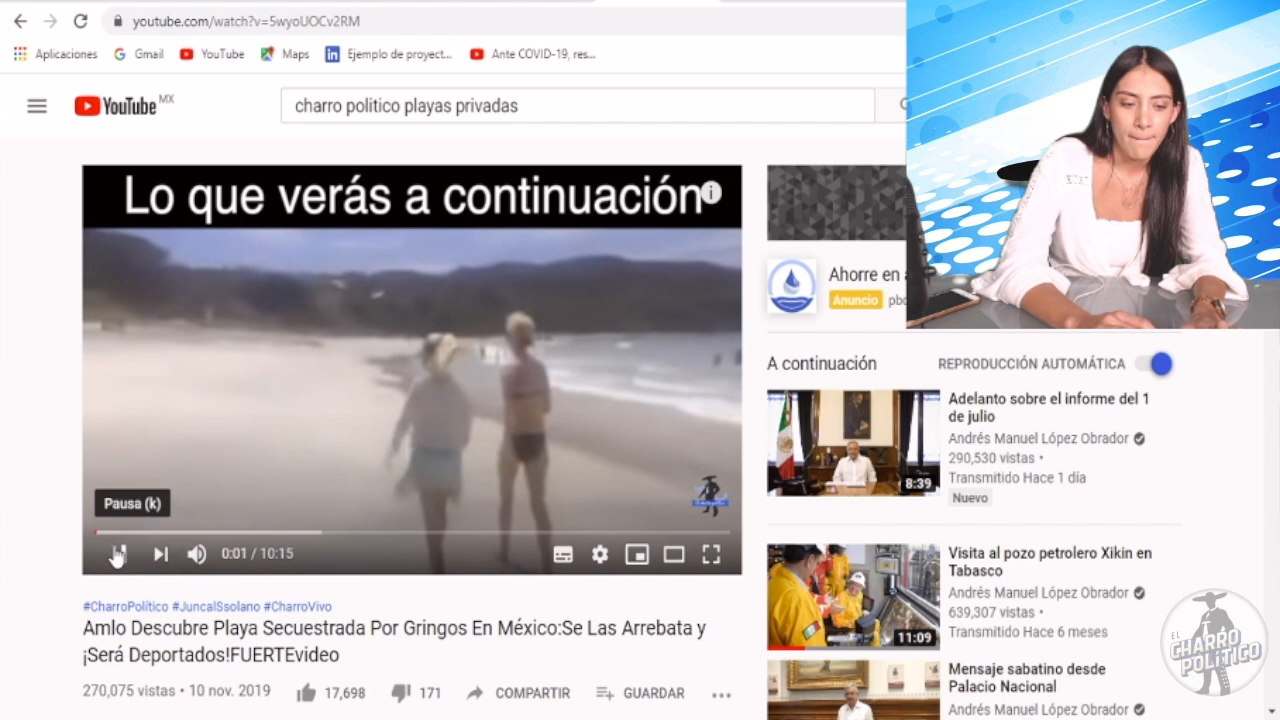 youtube.com/watch?v=5wyoUOCv2RM
Aplicaciones Gmail YouTube Maps Ejemplo de proyect... Ante COVID-19, res...
YouTube MX
charro politico playas privadas
Lo que verás a continuación
Pausa (k)
0:01 / 10:15
#CharroPolítico #JuncalSsolano #CharroVivo
Amlo Descubre Playa Secuestrada Por Gringos En México:Se Las Arrebata y
¡Será Deportados!FUERTEvideo
270,075 vistas • 10 nov. 2019 17,698 171 COMPARTIR GUARDAR
Ahorre en a
Anuncio pbc
A continuación REPRODUCCIÓN AUTOMÁTICA
Adelanto sobre el informe del 1
de julio
Andrés Manuel López Obrador
290,530 vistas •
Transmitido Hace 1 día
Nuevo
8:39
Visita al pozo petrolero Xikin en
Tabasco
Andrés Manuel López Obrador
639,307 vistas •
Transmitido Hace 6 meses
11:09
Mensaje sabatino desde
Palacio Nacional
Andrés Manuel López Obrador
EL
CHARRO
POLÍTICO